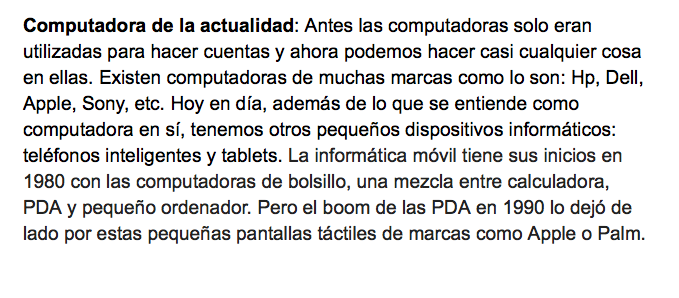 Computadora de la actualidad: Antes las computadoras solo eran
utilizadas para hacer cuentas y ahora podemos hacer casi cualquier cosa
en ellas. Existen computadoras de muchas marcas como lo son: Hp, Dell,
Apple, Sony, etc. Hoy en día, además de lo que se entiende como
computadora en sí, tenemos otros pequeños dispositivos informáticos:
teléfonos inteligentes y tablets. La informática móvil tiene sus inicios en
1980 con las computadoras de bolsillo, una mezcla entre calculadora,
PDA y pequeño ordenador. Pero el boom de las PDA en 1990 lo dejó de
lado por estas pequeñas pantallas táctiles de marcas como Apple o Palm.